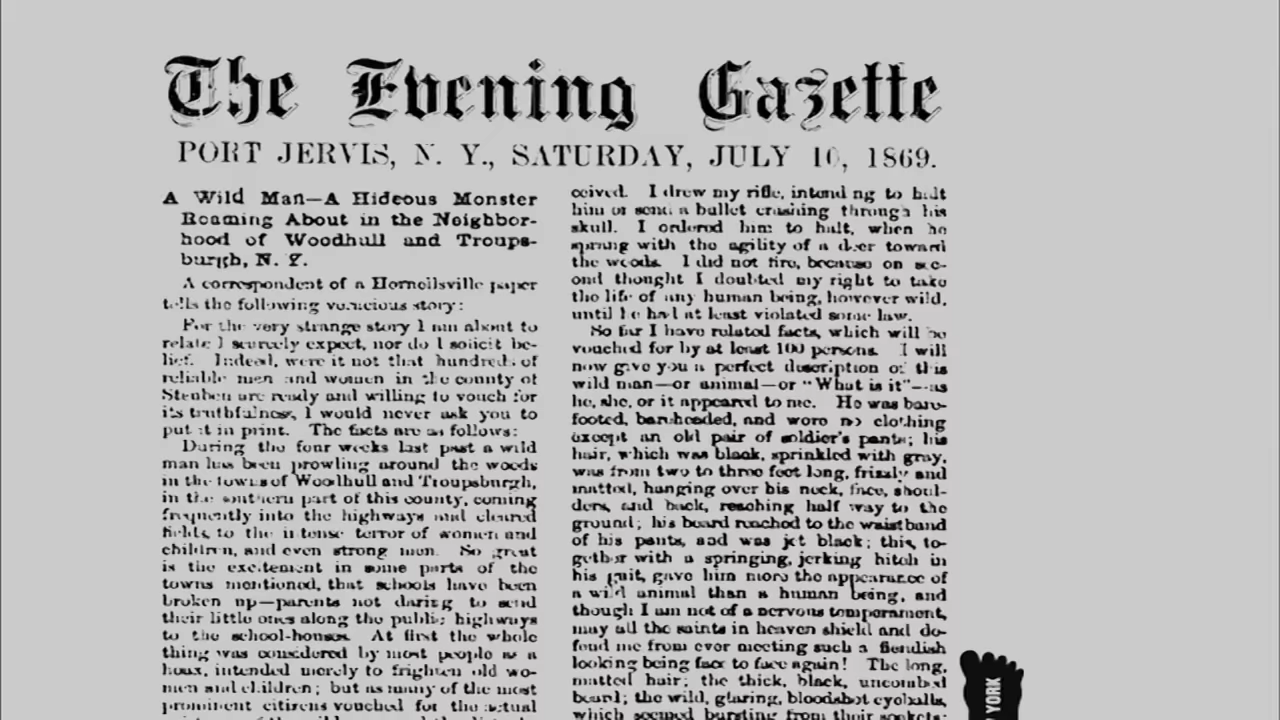 The Evening Gazette
PORT JERVIS, N. Y., SATURDAY, JULY 10, 1869.
A Wild Man—A Hideous Monster
Roaming About in the Neighbor-
hood of Woodhull and Troups-
burgh, N. Y.
A correspondent of a Hornellsville paper
tells the following veracious story:
For the very strange story I am about to
relate I scarcely expect, nor do I solicit be-
lief. Indeed, were it not that hundreds of
reliable men and women in the county of
Steuben are ready and willing to vouch for
its truthfulness, I would never ask you to
put it in print. The facts are as follows:
During the four weeks last past a wild
man has been prowling around the woods
in the towns of Woodhull and Troupsburgh,
in the southern part of this county, coming
frequently into the highways and cleared
fields, to the intense terror of women and
children, and even strong men. So great
is the excitement in some parts of the
towns mentioned, that schools have been
broken up—parents not daring to send
their little ones along the public highways
to the school-houses. At first the whole
thing was considered by most people as a
hoax, intended merely to frighten old wo-
men and children; but as many of the most
prominent citizens vouched for the actual
ceived. I drew my rifle, intending to halt
him or send a bullet crashing through his
skull. I ordered him to halt, when he
sprang with the agility of a deer toward
the woods. I did not fire, because on sec-
ond thought I doubted my right to take
the life of any human being, however wild,
until he had at least violated some law.
So far I have related facts, which will be
vouched for by at least 100 persons. I will
now give you a perfect description of this
wild man—or animal—or "What is it"—as
he, she, or it appeared to me. He was bare-
footed, bare-headed, and wore no clothing
except an old pair of soldier's pants; his
hair, which was black, sprinkled with gray,
was from two to three feet long, frizzly and
matted, hanging over his neck, face, shoul-
ders, and back, reaching half way to the
ground; his beard reached to the waistband
of his pants, and was jet black; this, to-
gether with a springing, jerking hitch in
his gait, gave him more the appearance of
a wild animal than a human being, and
though I am not of a nervous temperament,
may all the saints in heaven shield and de-
fend me from ever meeting such a fiendish
looking being face to face again! The long,
matted hair; the thick, black, uncombed
beard; the wild, glaring, bloodshot eyeballs,
which seemed bursting from their sockets;
YORK